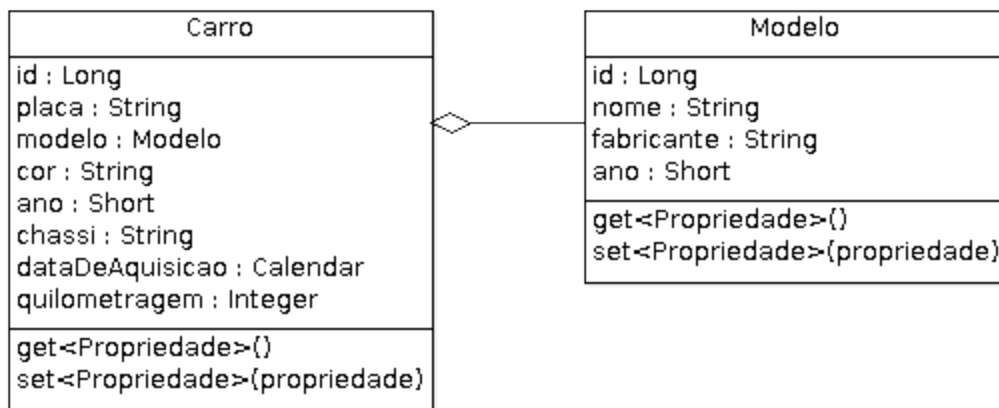 Carro
id : Long
placa : String
modelo : Modelo
cor : String
ano : Short
chassi : String
dataDeAquisicao : Calendar
quilometragem : Integer
get<Propriedade>()
set<Propriedade>(propriedade)
Modelo
id : Long
nome : String
fabricante : String
ano : Short
get<Propriedade>()
set<Propriedade>(propriedade)